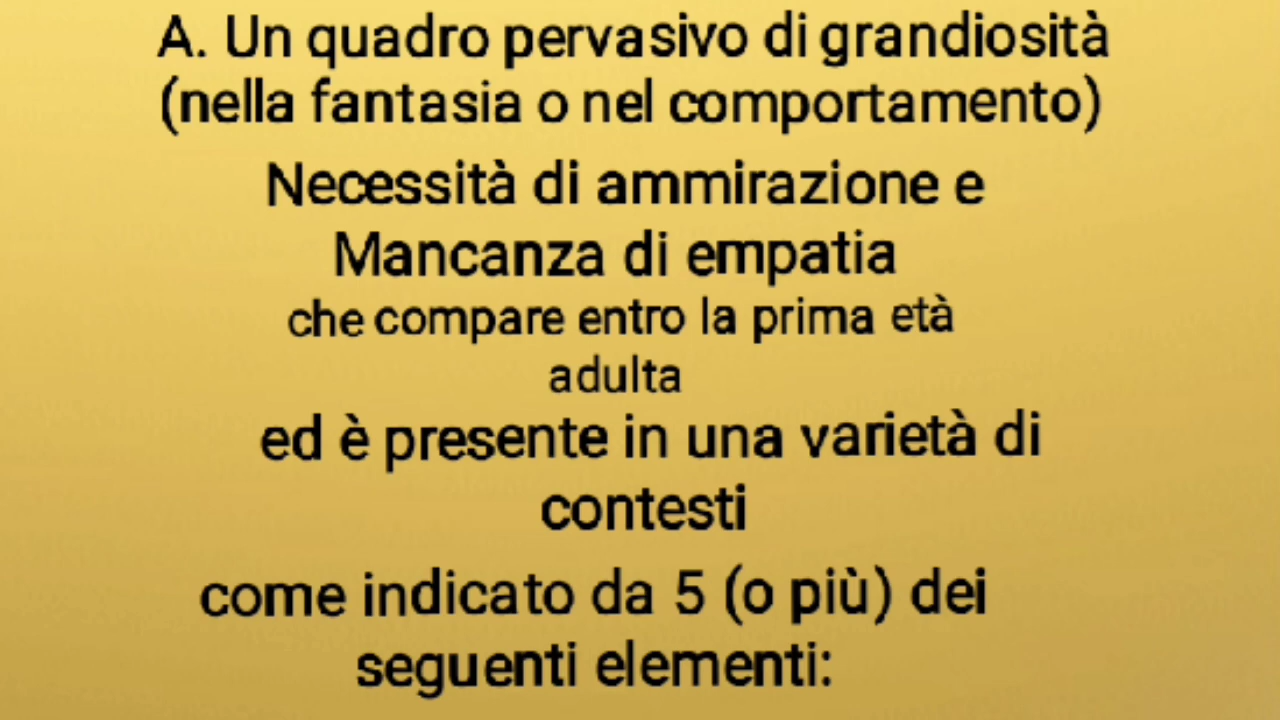 A. Un quadro pervasivo di grandiosità
(nella fantasia o nel comportamento)
Necessità di ammirazione e
Mancanza di empatia
che compare entro la prima età
adulta
ed è presente in una varietà di
contesti
come indicato da 5 (o più) dei
seguenti elementi: